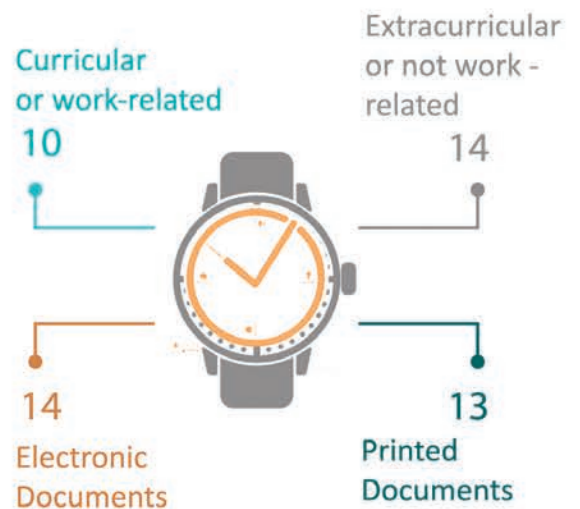 Curricular
or work-related
10
Extracurricular
or not work -
related
14
14
Electronic
Documents
13
Printed
Documents